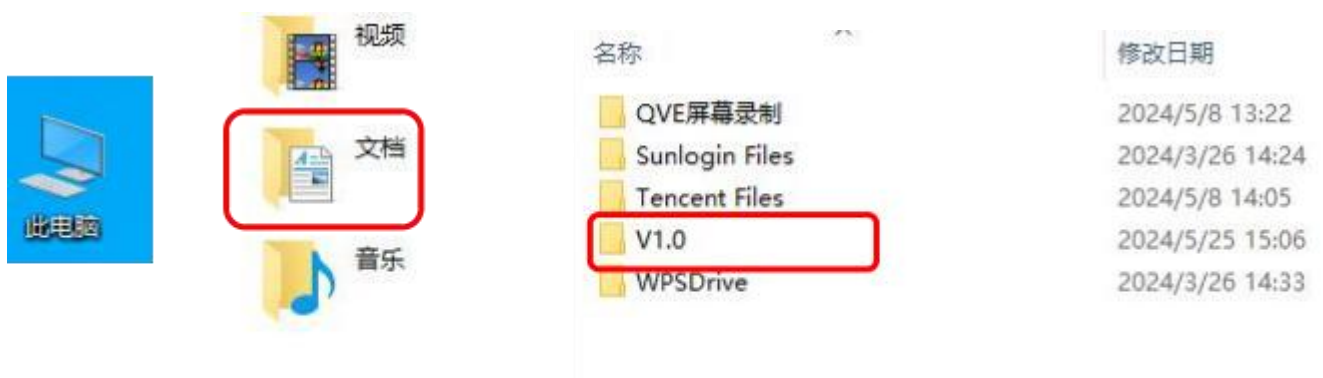 此电脑
视频
文档
音乐
名称 修改日期
QVE屏幕录制 2024/5/8 13:22
Sunlogin Files 2024/3/26 14:24
Tencent Files 2024/5/8 14:05
V1.0 2024/5/25 15:06
WPSDrive 2024/3/26 14:33